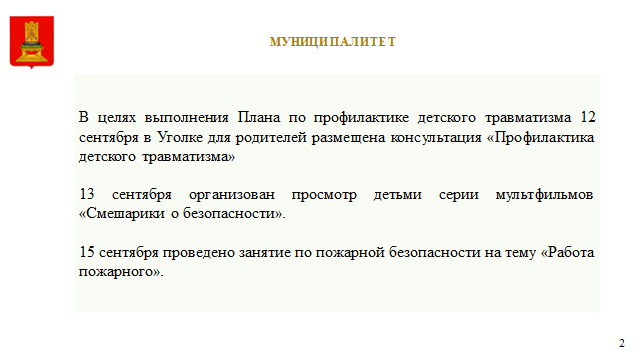 МУНИЦИПАЛИТЕТ
В целях выполнения Плана по профилактике детского травматизма 12
сентября в Уголке для родителей размещена консультация «Профилактика
детского травматизма»
13 сентября организован просмотр детьми серии мультфильмов
«Смешарики о безопасности».
15 сентября проведено занятие по пожарной безопасности на тему «Работа
пожарного».
2